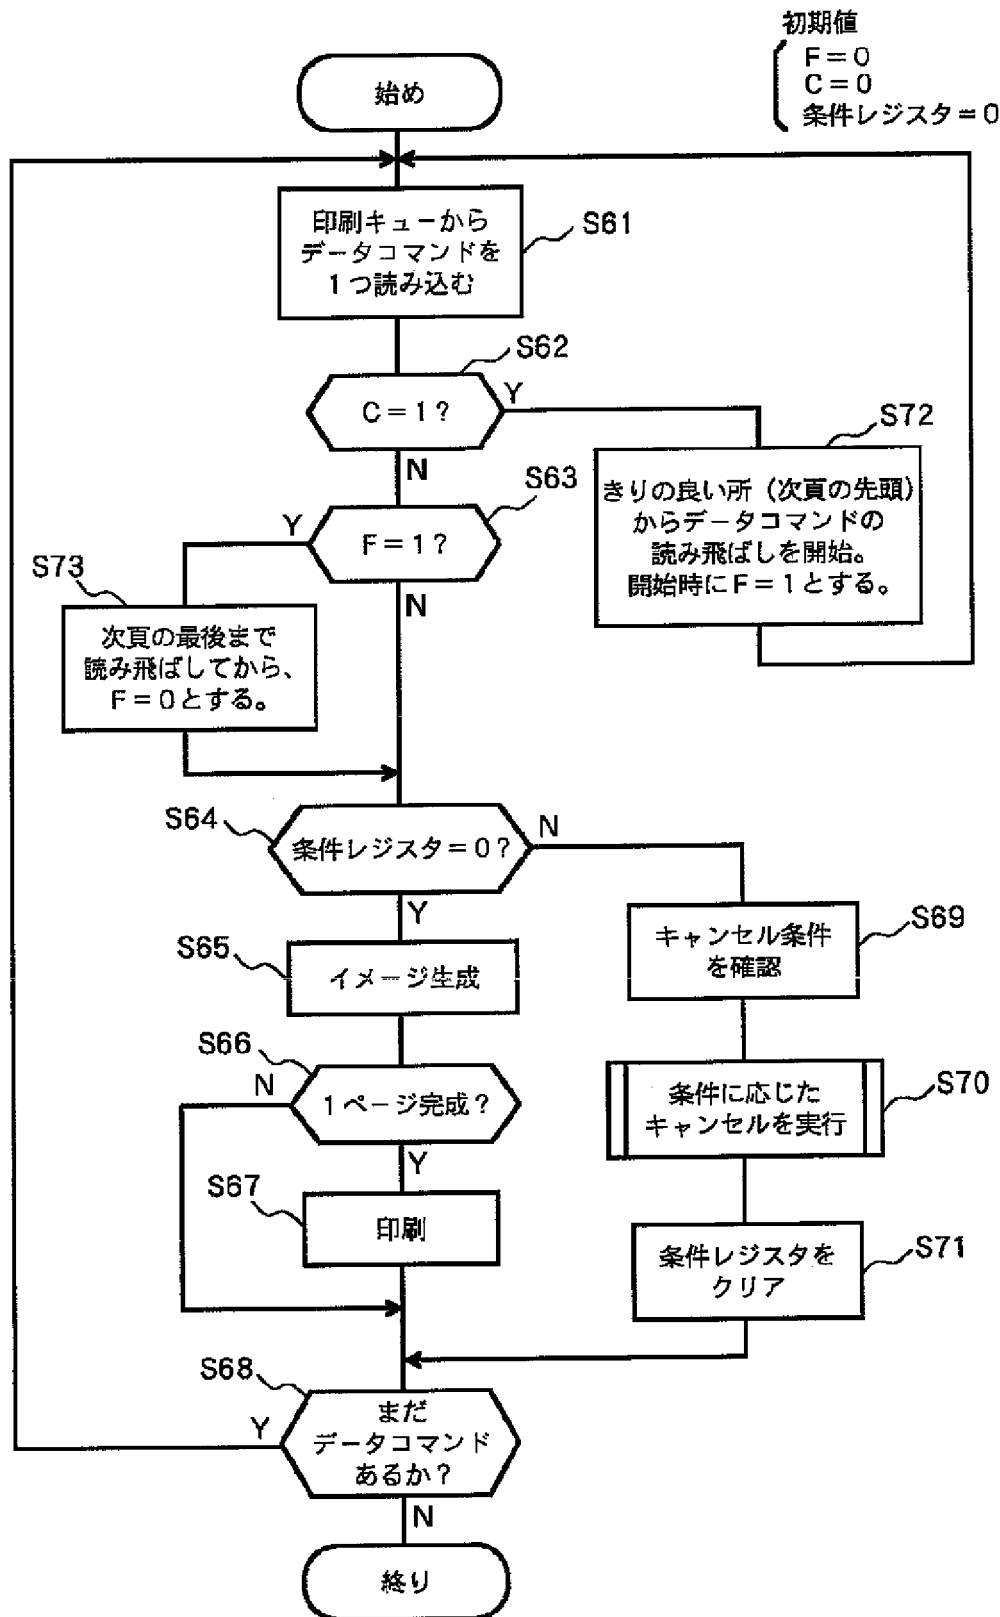 初期値
F=0
C=0
条件レジスタ=0
始め
印刷キューから
データコマンドを
1つ読み込む
S61
S62
C=1?
Y
N
S72
きりの良い所(次頁の先頭)
からデータコマンドの
読み飛ばしを開始。
開始時にF=1とする。
S63
F=1?
Y
N
S73
次頁の最後まで
読み飛ばしてから、
F=0とする。
S64
条件レジスタ=0?
N
Y
S65
イメージ生成
S69
キャンセル条件
を確認
S66
1ページ完成?
N
Y
S70
条件に応じた
キャンセルを実行
S67
印刷
S71
条件レジスタを
クリア
S68
まだ
データコマンド
あるか?
Y
N
終り